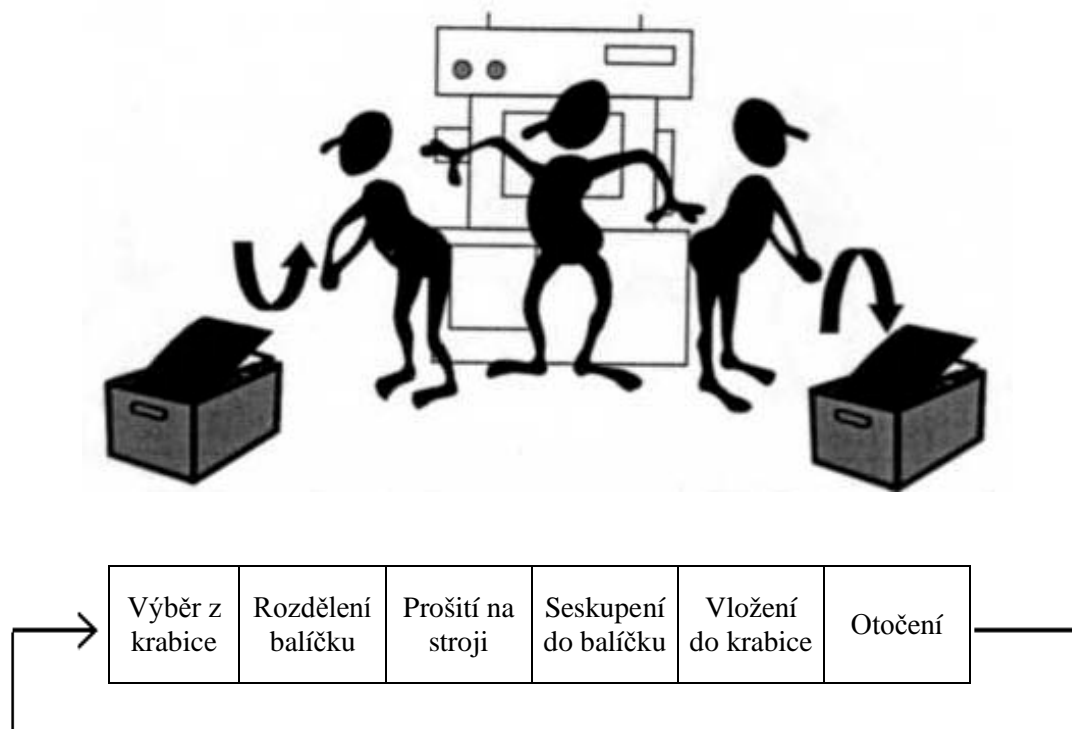 Výběr z
krabice
Rozdělení
balíčku
Prošití na
stroji
Seskupení
do balíčku
Vložení
do krabice
Otočení